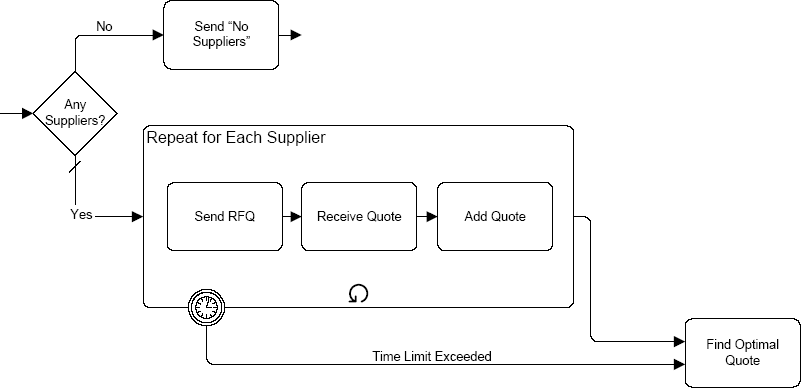 No
Send “No
Suppliers”
Any
Suppliers?
Repeat for Each Supplier
Send RFQ
Receive Quote
Add Quote
Yes
Time Limit Exceeded
Find Optimal
Quote